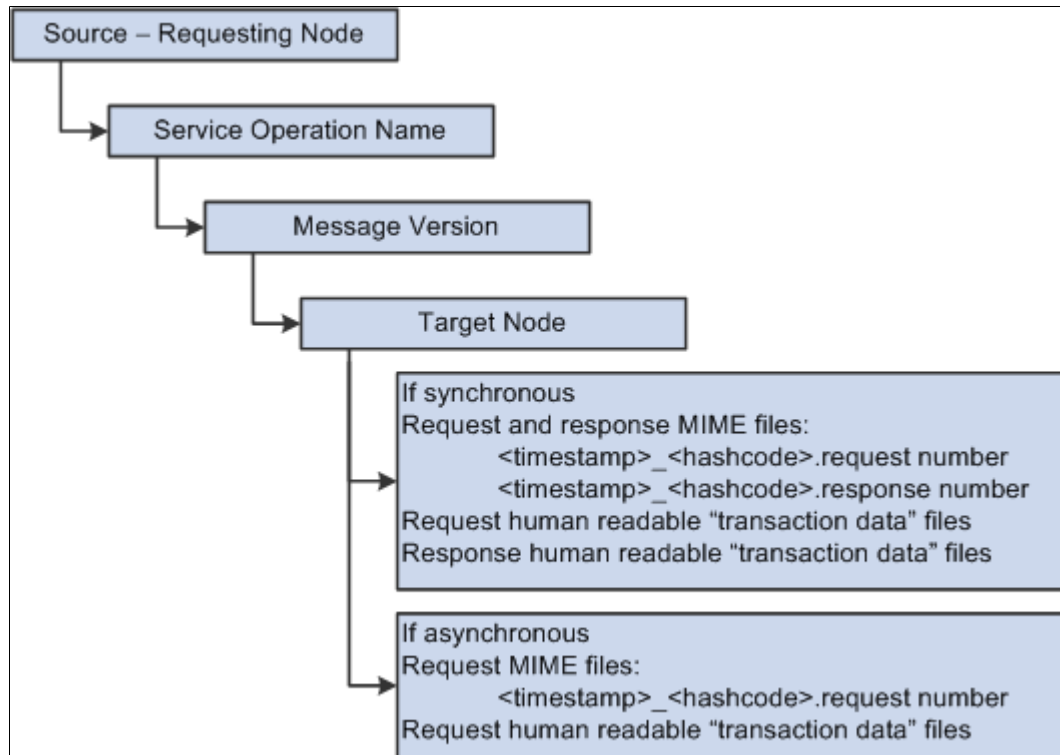 Source – Requesting Node
Service Operation Name
Message Version
Target Node
If synchronous
Request and response MIME files:
<timestamp>_<hashcode>.request number
<timestamp>_<hashcode>.response number
Request human readable “transaction data” files
Response human readable “transaction data” files
If asynchronous
Request MIME files:
<timestamp>_<hashcode>.request number
Request human readable “transaction data” files